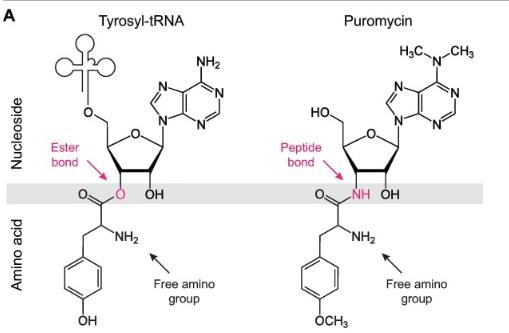 A
Tyrosyl-tRNA
Puromycin
Nucleoside
NH₂
N
N
N
N
O
O
Ester
bond
O
O
OH
H₃C
CH₃
N
N
N
N
N
HO
O
Peptide
bond
O
NH
OH
Amino acid
NH₂
Free amino
group
OH
NH₂
Free amino
group
OCH₃